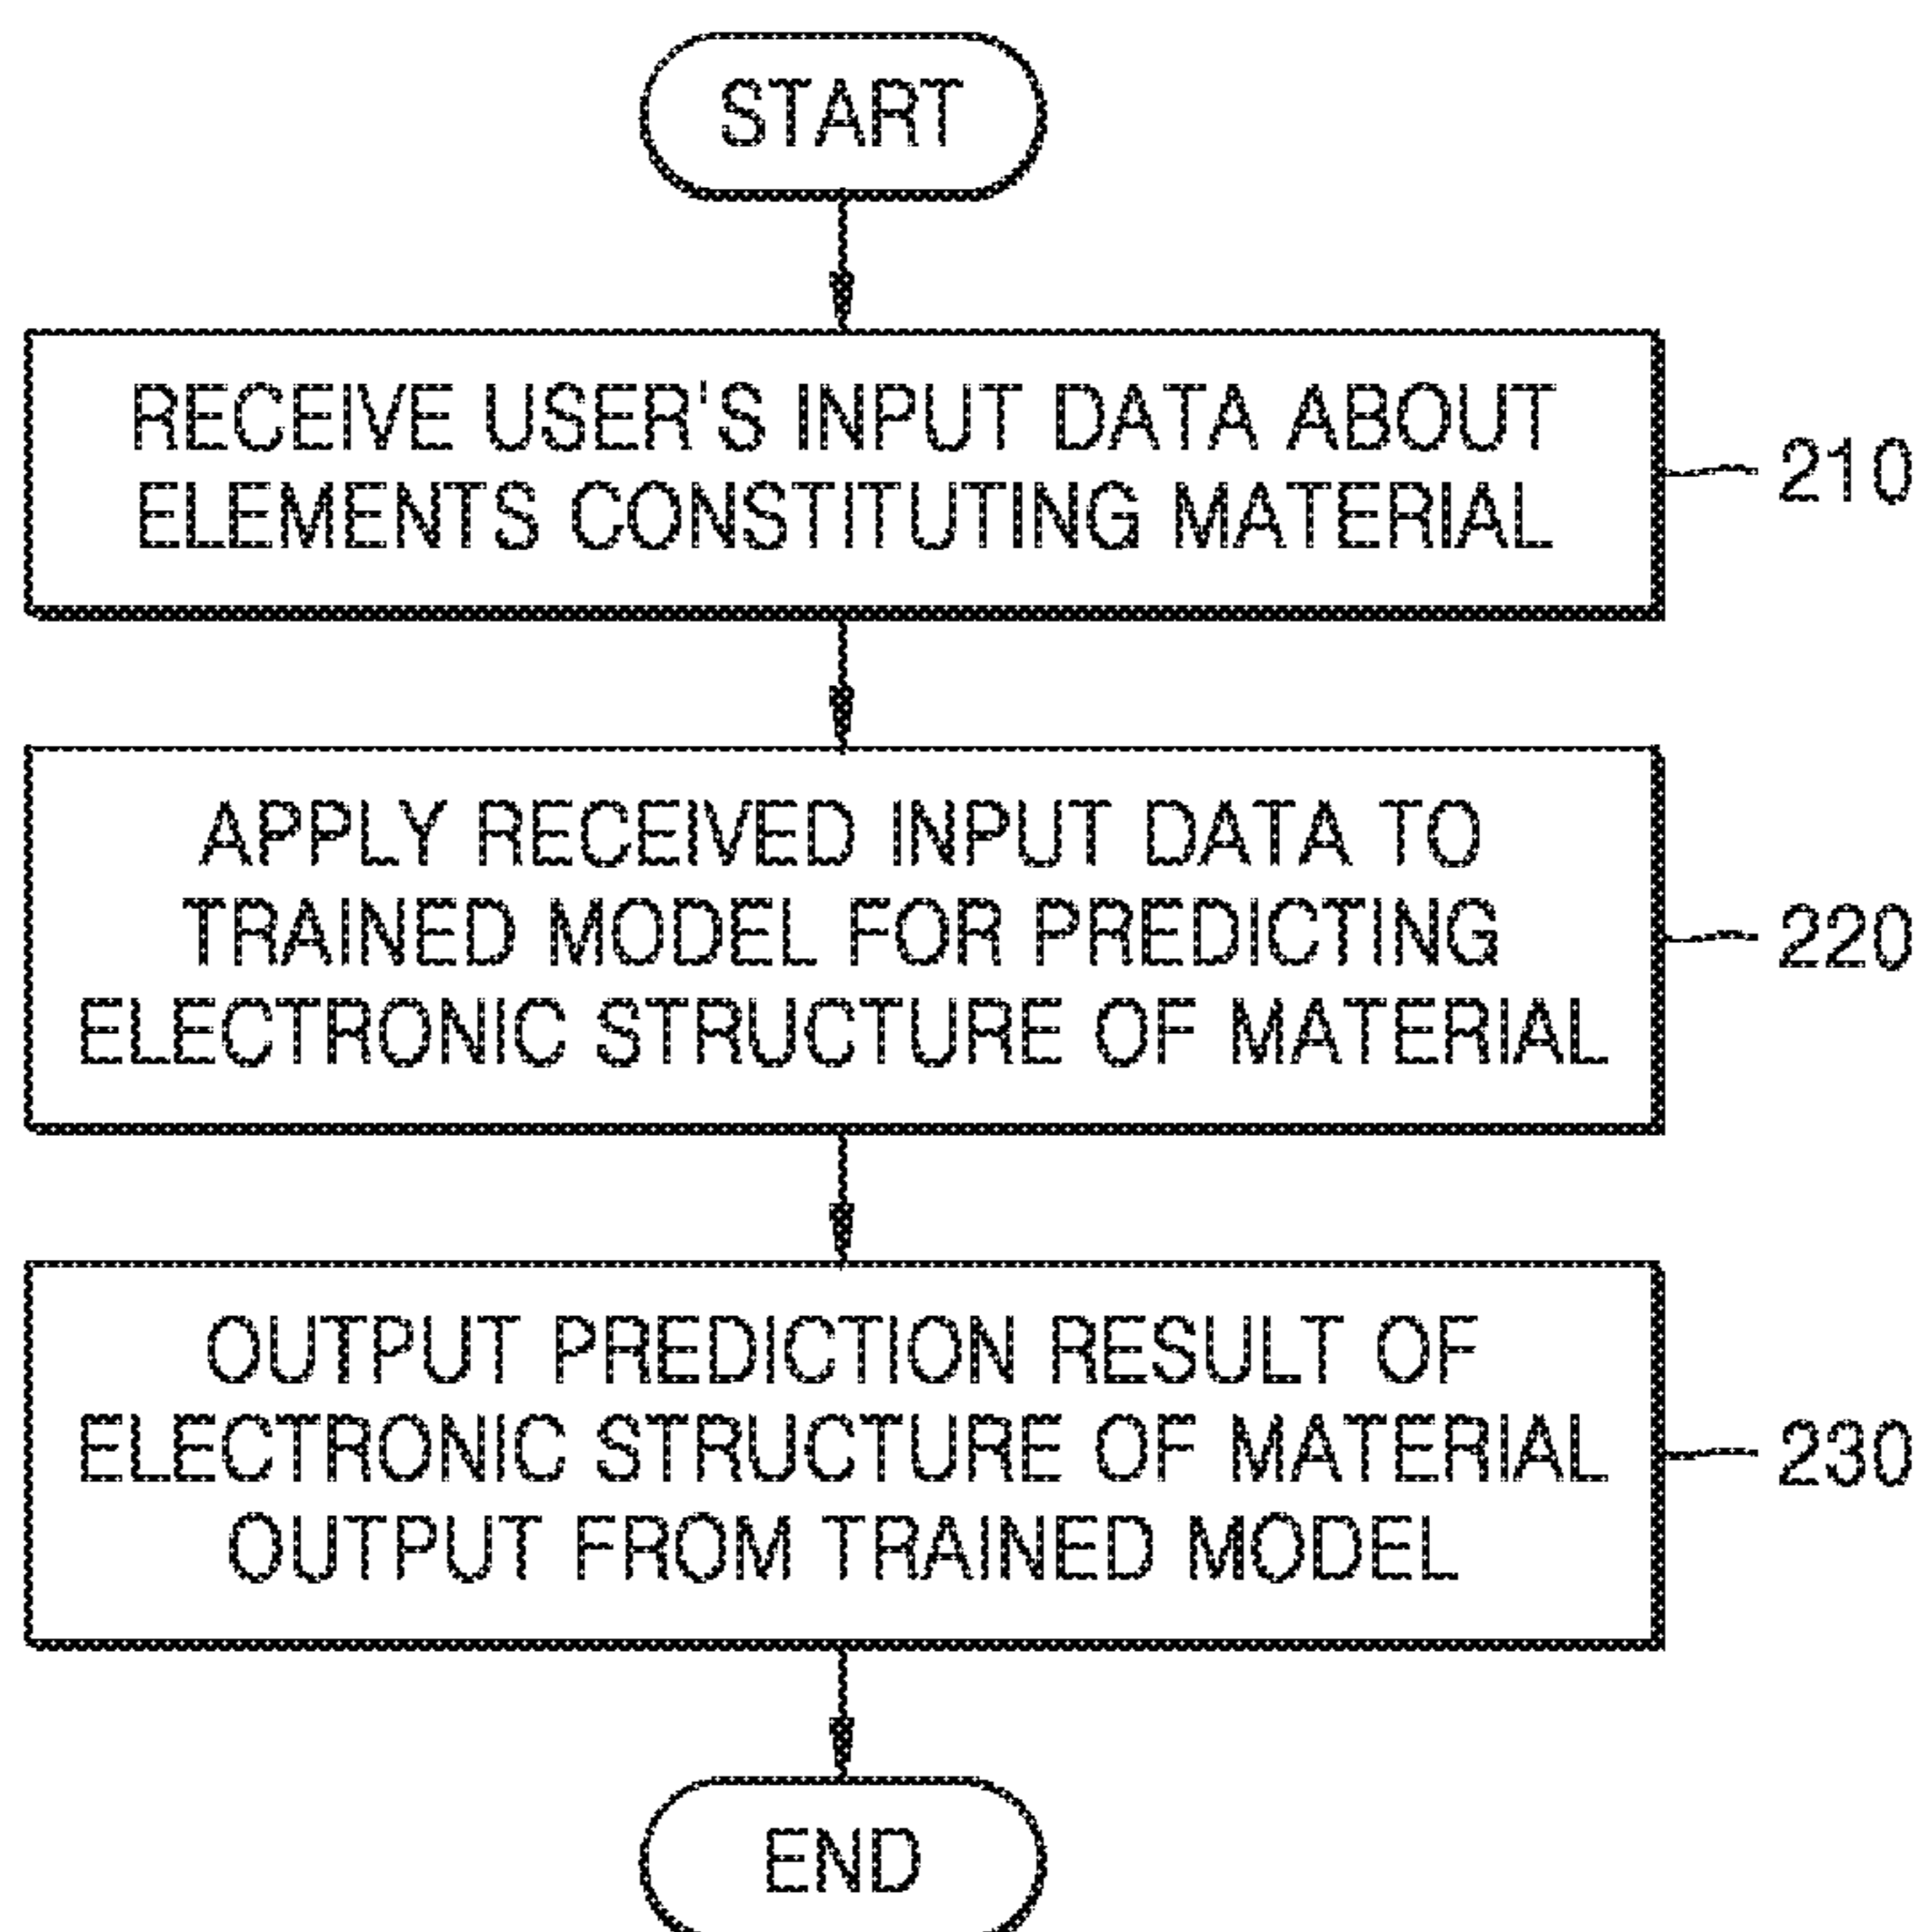 START
RECEIVE USER'S INPUT DATA ABOUT
ELEMENTS CONSTITUTING MATERIAL
210
APPLY RECEIVED INPUT DATA TO
TRAINED MODEL FOR PREDICTING
ELECTRONIC STRUCTURE OF MATERIAL
220
OUTPUT PREDICTION RESULT OF
ELECTRONIC STRUCTURE OF MATERIAL
OUTPUT FROM TRAINED MODEL
230
END